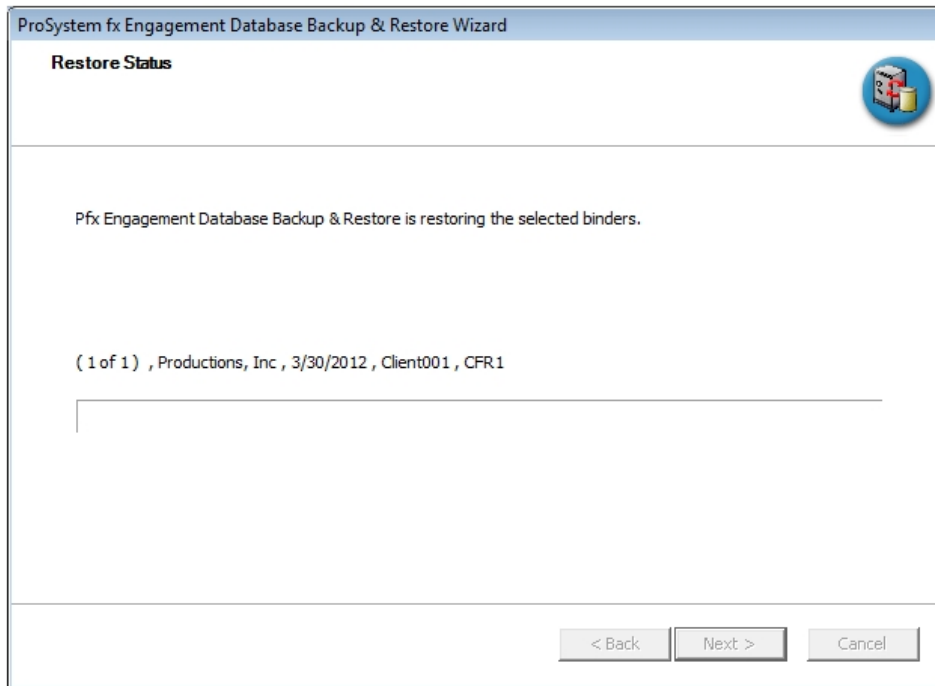 ProSystem fx Engagement Database Backup & Restore Wizard
Restore Status
Pfx Engagement Database Backup & Restore is restoring the selected binders.
( 1 of 1 ) , Productions, Inc , 3/30/2012 , Client001 , CFR1
< Back Next > Cancel